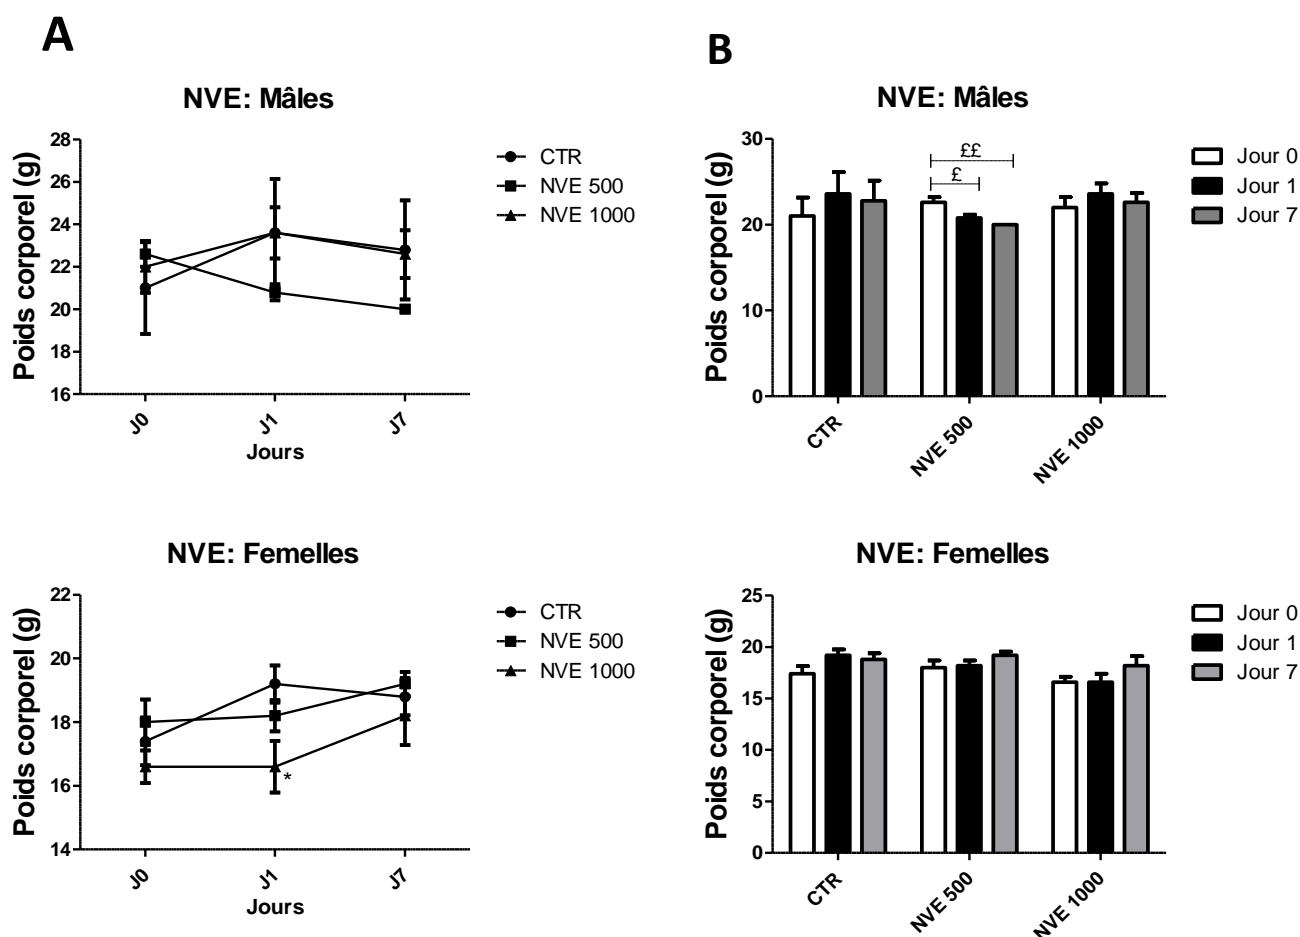 A
NVE: Mâles
Poids corporel (g)
28
26
24
22
20
18
16
J0
J1
J7
Jours
CTR
NVE 500
NVE 1000
B
NVE: Mâles
Poids corporel (g)
30
20
10
0
££
£
CTR
NVE 500
NVE 1000
Jour 0
Jour 1
Jour 7
NVE: Femelles
Poids corporel (g)
22
20
18
16
14
*
J0
J1
J7
Jours
CTR
NVE 500
NVE 1000
NVE: Femelles
Poids corporel (g)
25
20
15
10
5
0
CTR
NVE 500
NVE 1000
Jour 0
Jour 1
Jour 7